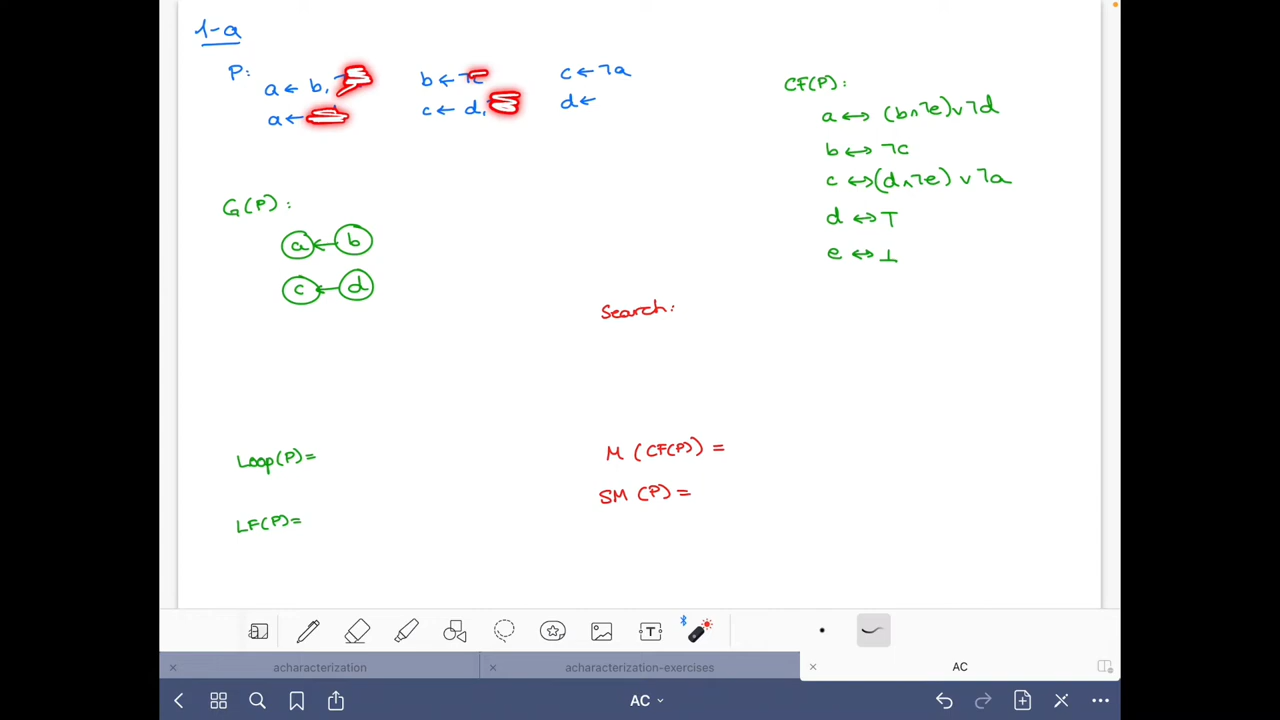 1-a
P: a ← b, ¬ b ← ¬ c ← ¬a
a ← c ← d, d ←
CF(P):
a ↔ (b∧¬e)∨¬d
b ↔ ¬c
c ↔ (d∧¬e) ∨ ¬a
d ↔ ⊤
e ↔ ⊥
G(P):
a ← b
c ← d
Search:
Loop(P)=
LF(P)=
M (CF(P)) =
SM (P) =
T
acharacterization
acharacterization-exercises
AC
AC